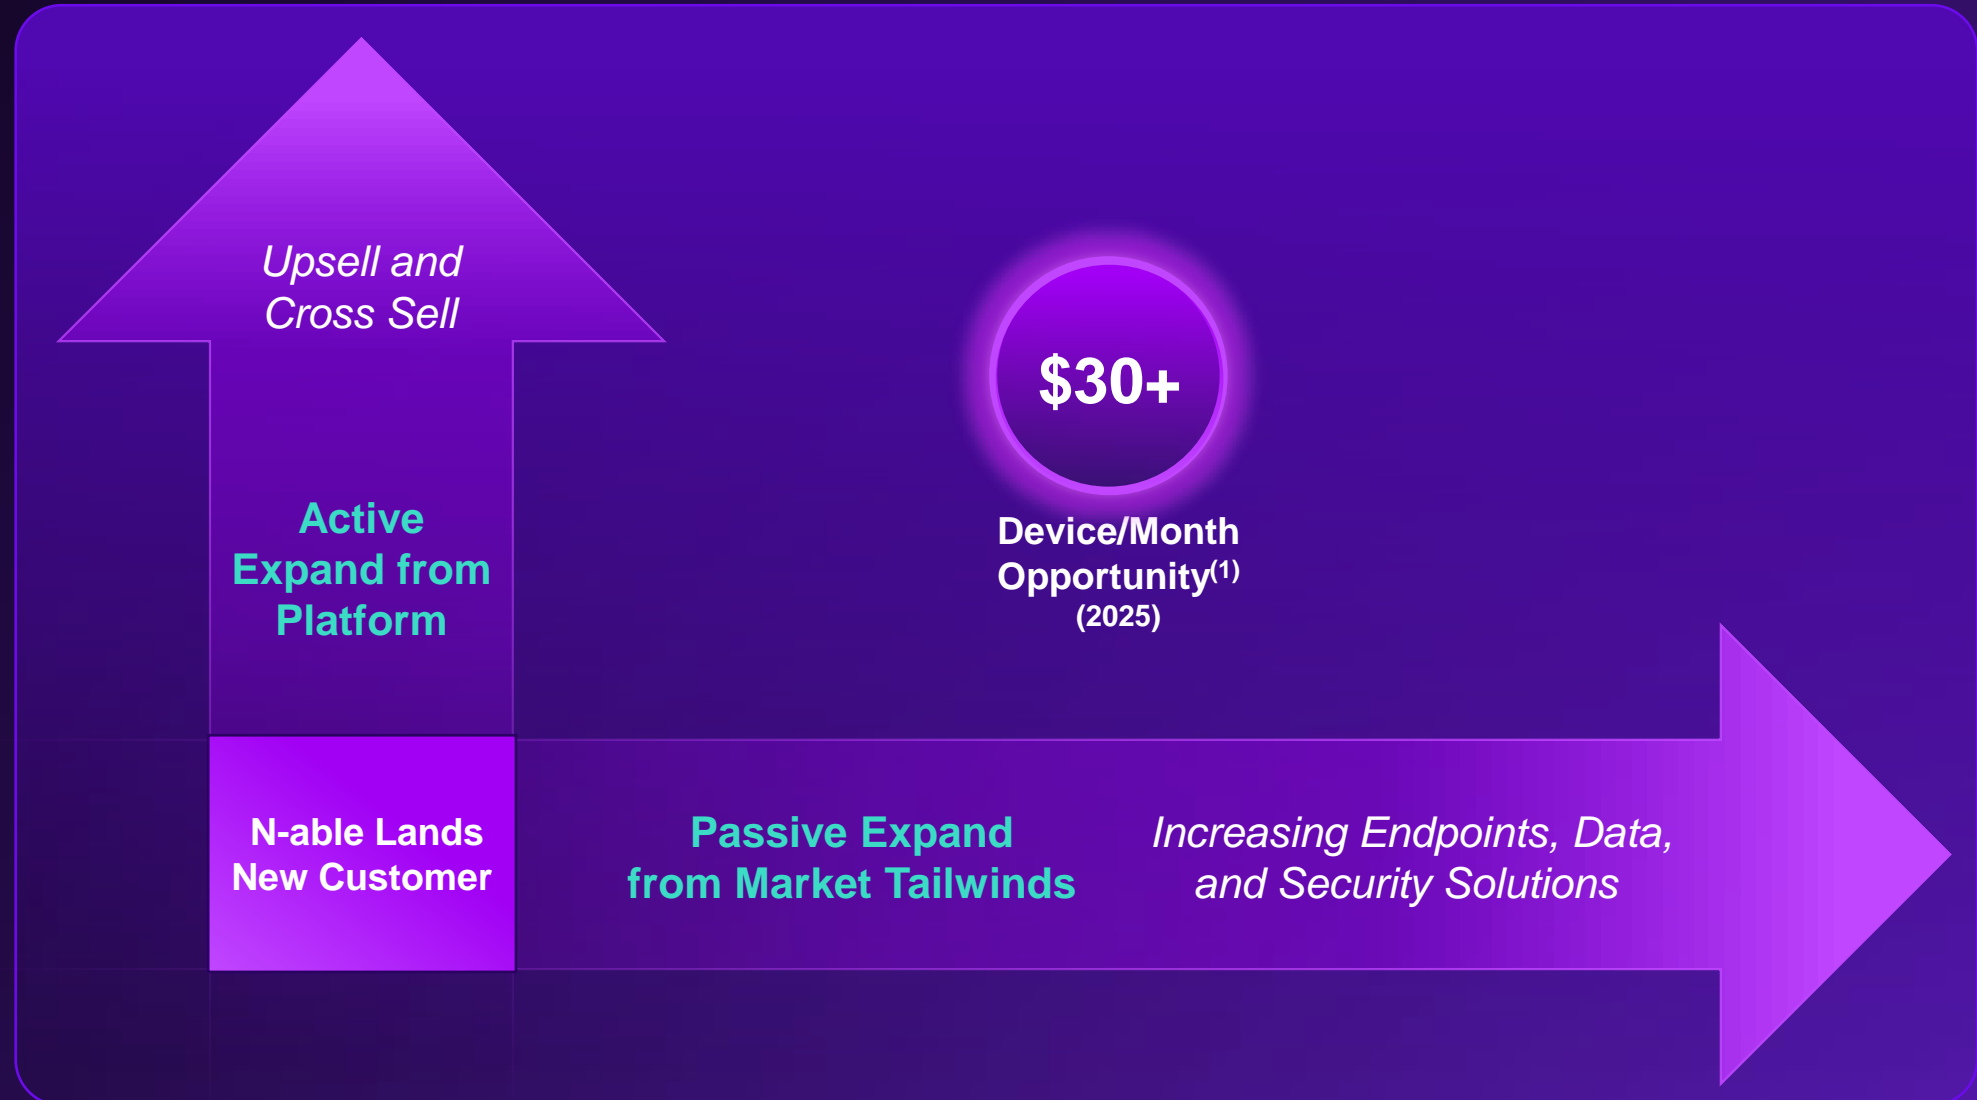 Upsell and
Cross Sell
Active
Expand from
Platform
$30+
Device/Month
Opportunity(1)
(2025)
N-able Lands
New Customer
Passive Expand
from Market Tailwinds
Increasing Endpoints, Data,
and Security Solutions